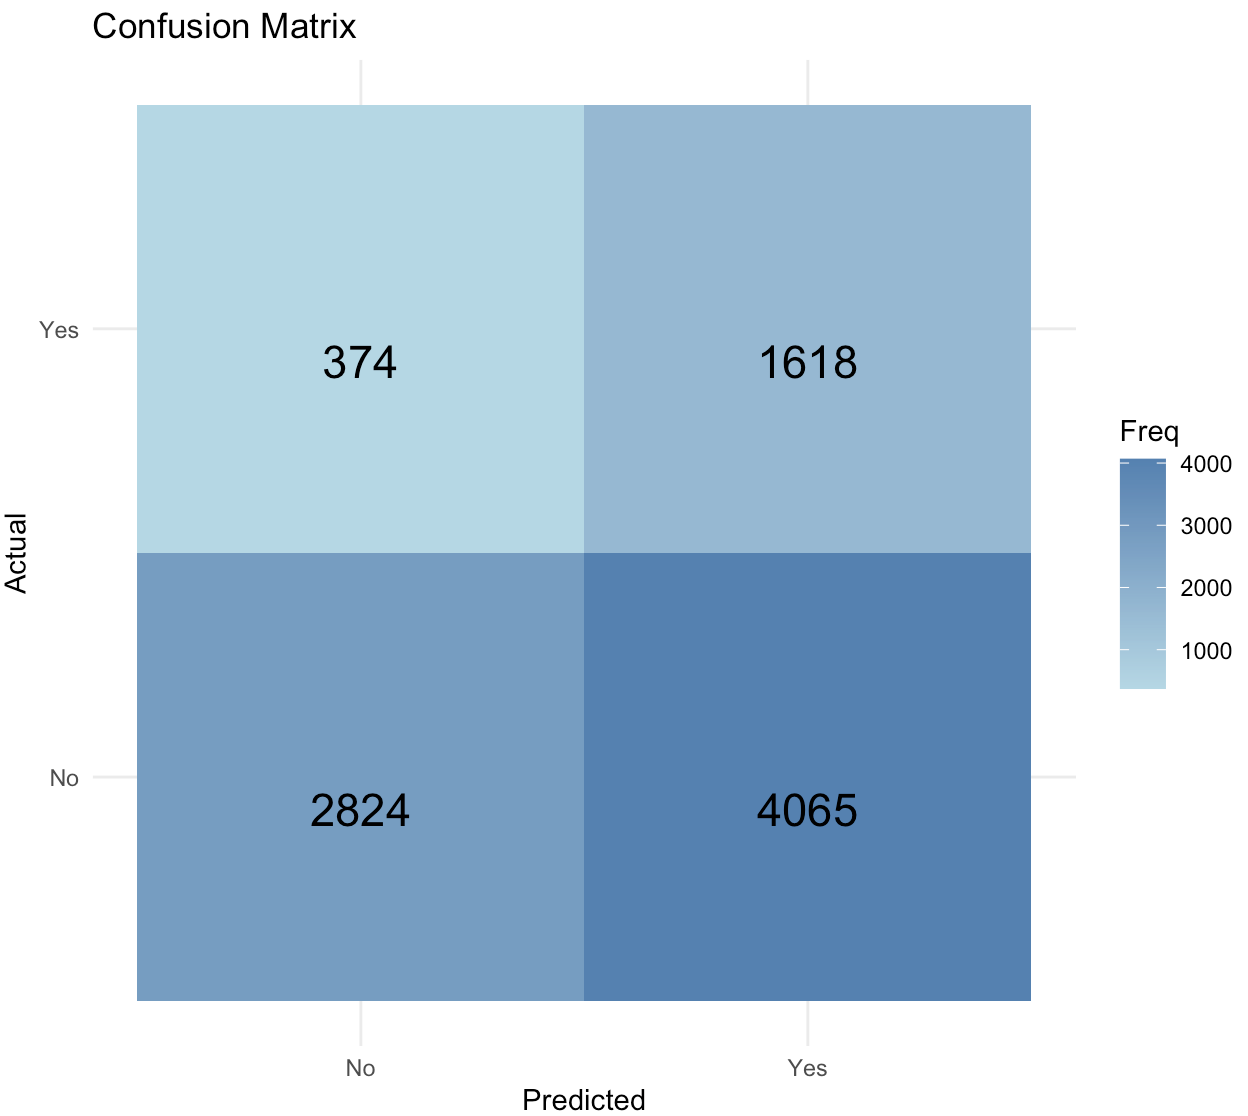 Confusion Matrix
Yes
374
1618
Freq
4000
3000
2000
1000
Actual
No
2824
4065
No
Yes
Predicted